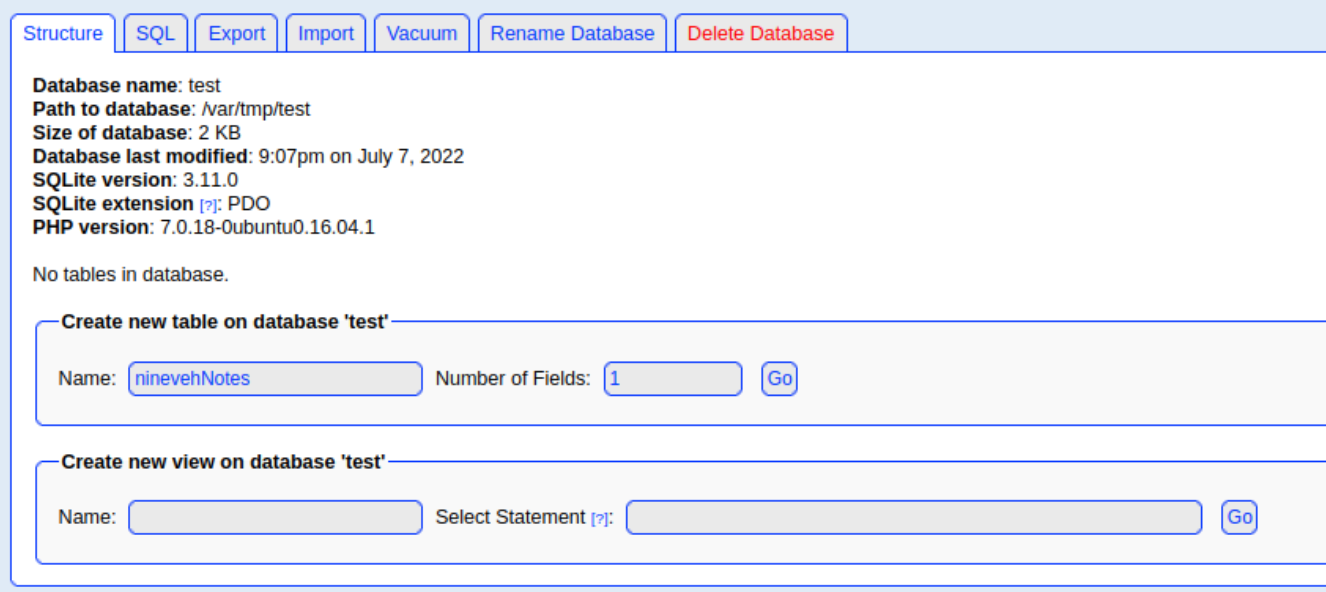 Structure SQL Export Import Vacuum Rename Database Delete Database
Database name: test
Path to database: /var/tmp/test
Size of database: 2 KB
Database last modified: 9:07pm on July 7, 2022
SQLite version: 3.11.0
SQLite extension [?]: PDO
PHP version: 7.0.18-0ubuntu0.16.04.1
No tables in database.
Create new table on database 'test'
Name: ninevehNotes Number of Fields: 1 Go
Create new view on database 'test'
Name: Select Statement [?]: Go